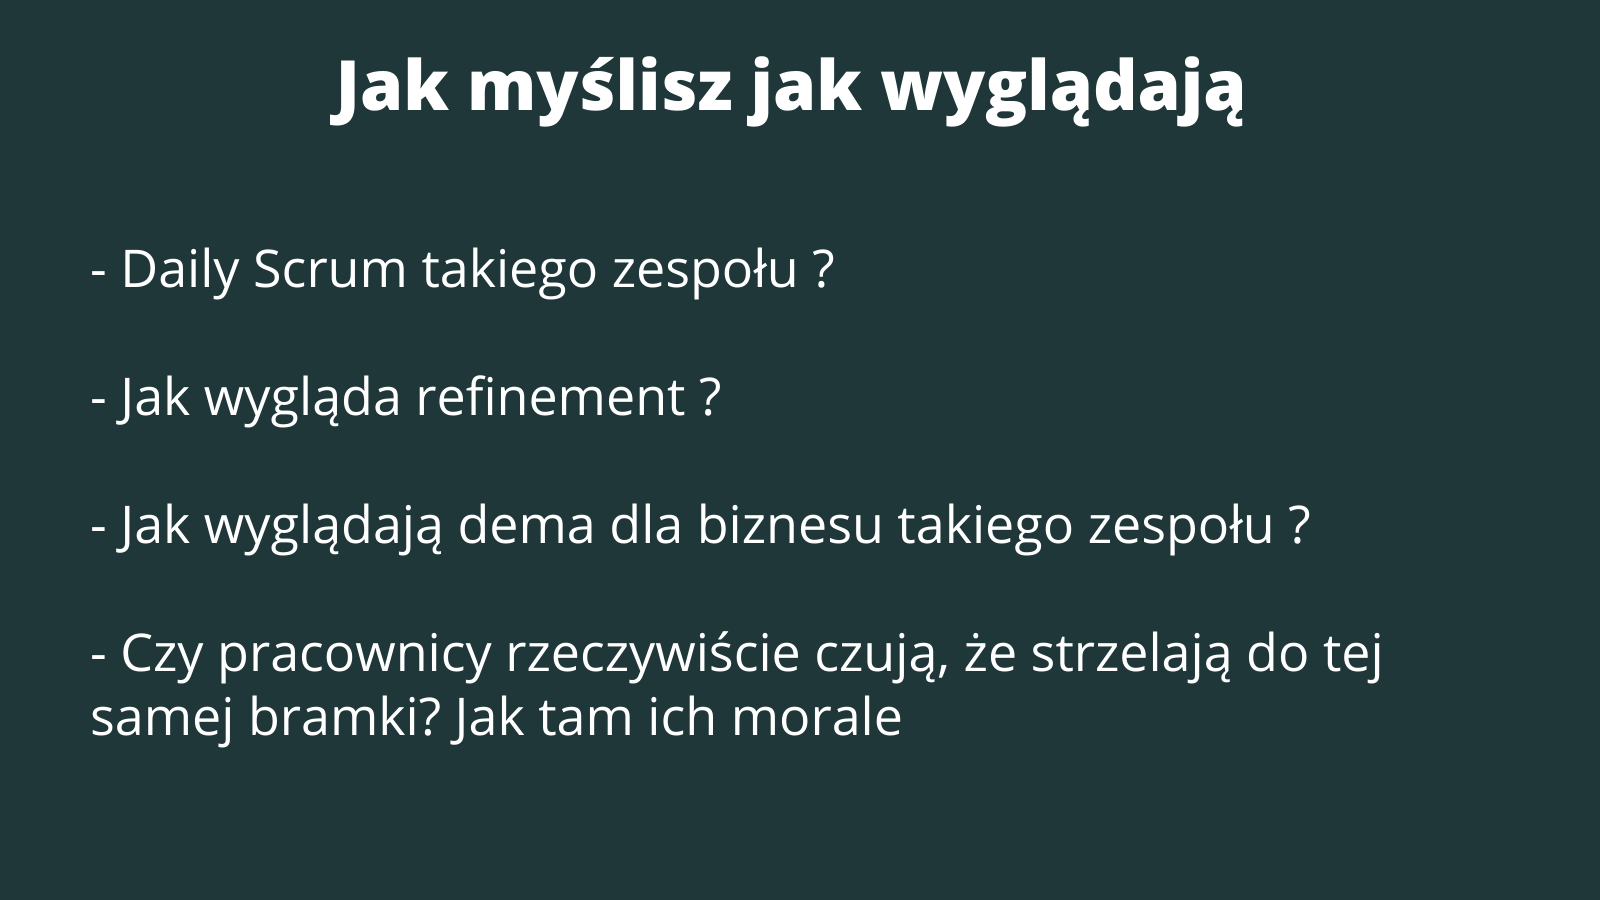 Jak myślisz jak wyglądają
- Daily Scrum takiego zespołu ?
- Jak wygląda refinement ?
- Jak wyglądają dema dla biznesu takiego zespołu ?
- Czy pracownicy rzeczywiście czują, że strzelają do tej
samej bramki? Jak tam ich morale